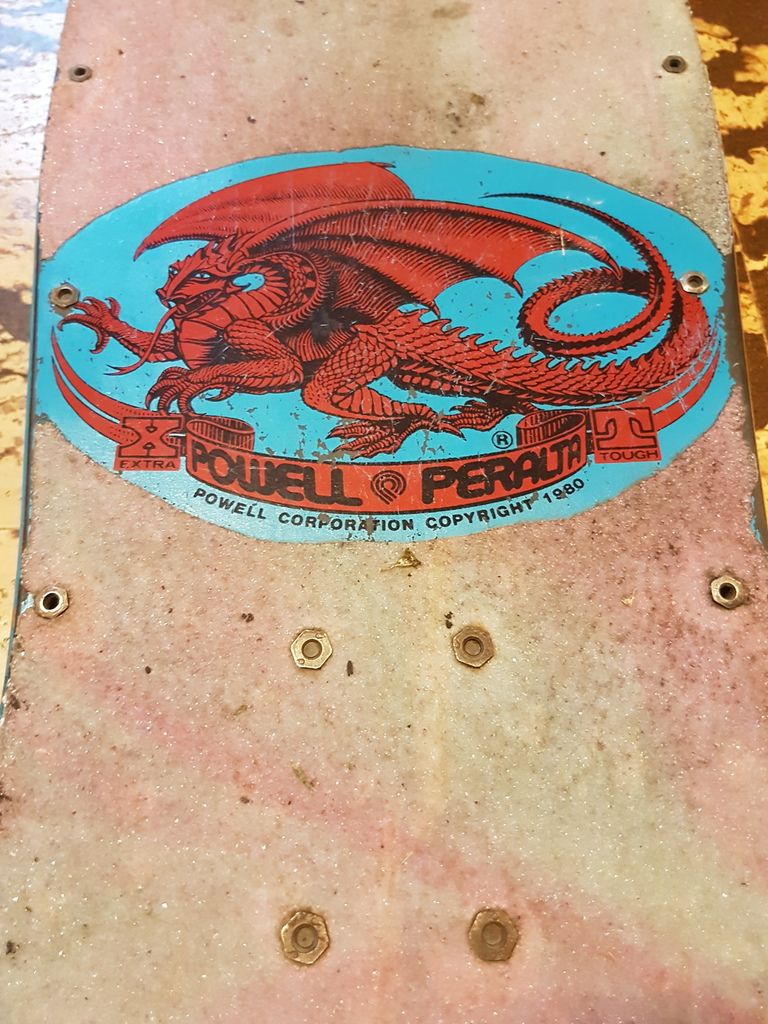 X T
EXTRA TOUGH
POWELL PERALTA ®
POWELL CORPORATION COPYRIGHT 1980